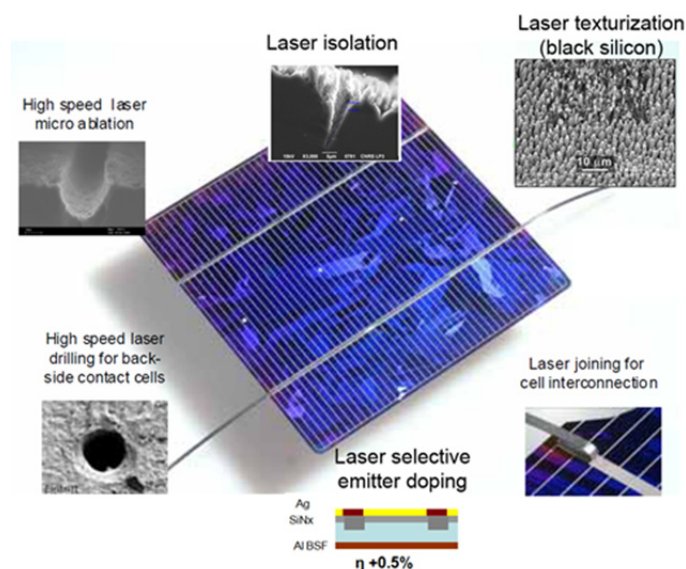 Laser isolation
Laser texturization
(black silicon)
High speed laser
micro ablation
10 µm
High speed laser
drilling for back-
side contact cells
Laser joining for
cell interconnection
Laser selective
emitter doping
Ag
SiNx
Al BSF
η +0.5%